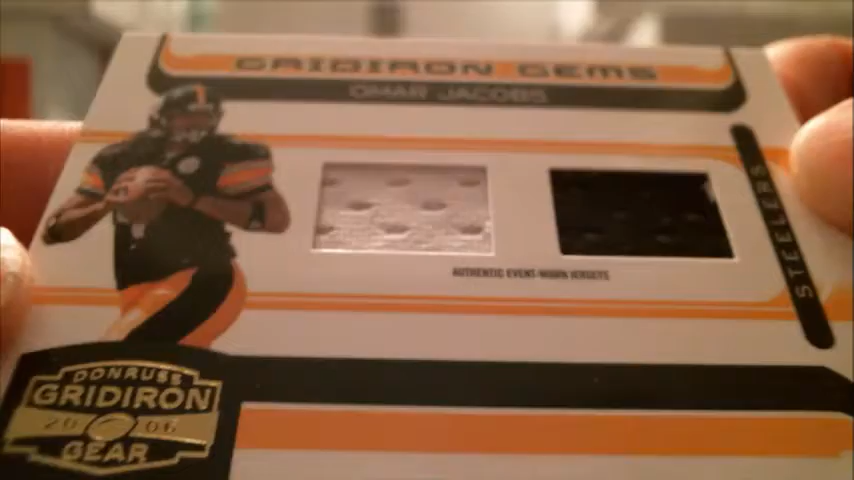 GRIDIRON GEMS
OMAR JACOBS
STEELERS
AUTHENTIC EVENT-WORN JERSEYS
DONRUSS
GRIDIRON
2006
GEAR